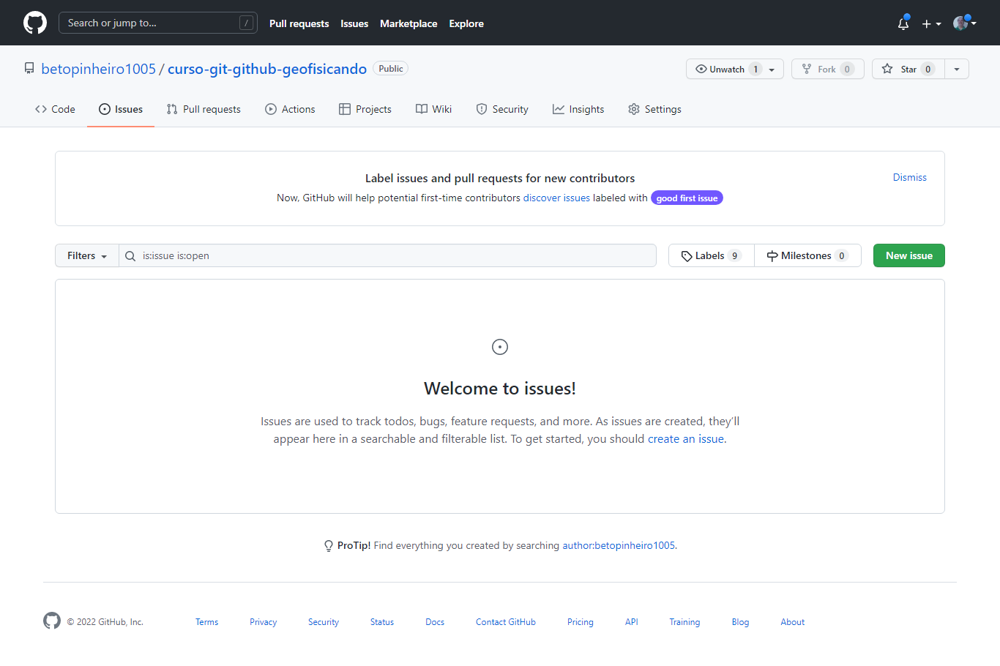 Search or jump to... / Pull requests Issues Marketplace Explore
betopinheiro1005 / curso-git-github-geofisicando Public Unwatch 1 Fork 0 Star 0
Code Issues Pull requests Actions Projects Wiki Security Insights Settings
Label issues and pull requests for new contributors Dismiss
Now, GitHub will help potential first-time contributors discover issues labeled with good first issue
Filters is:issue is:open Labels 9 Milestones 0 New issue
Welcome to issues!
Issues are used to track todos, bugs, feature requests, and more. As issues are created, they’ll
appear here in a searchable and filterable list. To get started, you should create an issue.
ProTip! Find everything you created by searching author:betopinheiro1005.
© 2022 GitHub, Inc. Terms Privacy Security Status Docs Contact GitHub Pricing API Training Blog About